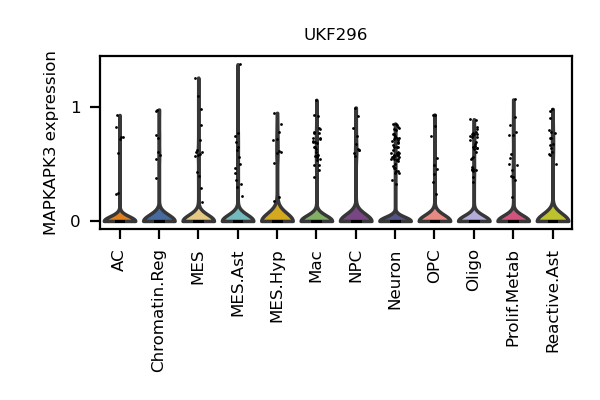 UKF296
MAPKAPK3 expression
1
0
AC
Chromatin.Reg
MES
MES.Ast
MES.Hyp
Mac
NPC
Neuron
OPC
Oligo
Prolif.Metab
Reactive.Ast